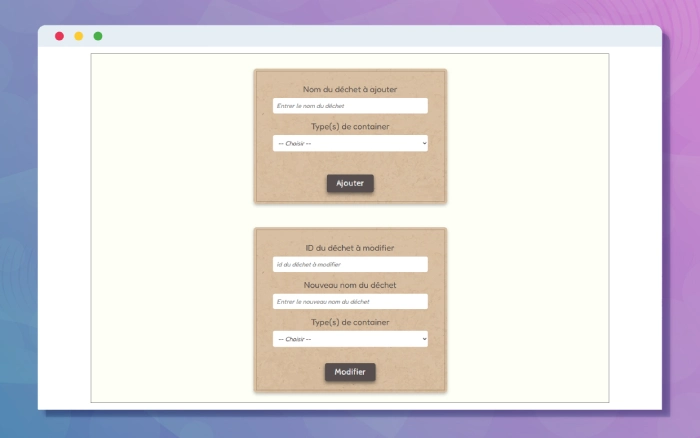 Nom du déchet à ajouter
Entrer le nom du déchet
Type(s) de container
-- Choisir --
Ajouter
ID du déchet à modifier
id du déchet à modifier
Nouveau nom du déchet
Entrer le nouveau nom du déchet
Type(s) de container
-- Choisir --
Modifier